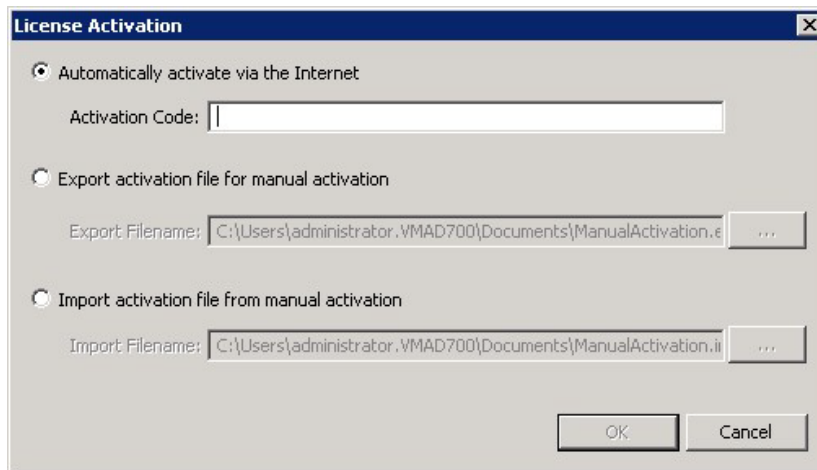 License Activation
Automatically activate via the Internet
Activation Code:
Export activation file for manual activation
Export Filename: C:\Users\administrator.VMAD700\Documents\ManualActivation.e ...
Import activation file from manual activation
Import Filename: C:\Users\administrator.VMAD700\Documents\ManualActivation.i ...
OK Cancel